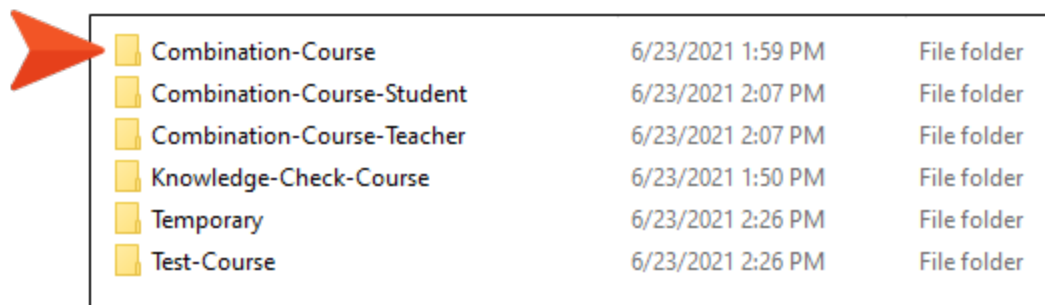 Combination-Course 6/23/2021 1:59 PM File folder
Combination-Course-Student 6/23/2021 2:07 PM File folder
Combination-Course-Teacher 6/23/2021 2:07 PM File folder
Knowledge-Check-Course 6/23/2021 1:50 PM File folder
Temporary 6/23/2021 2:26 PM File folder
Test-Course 6/23/2021 2:26 PM File folder